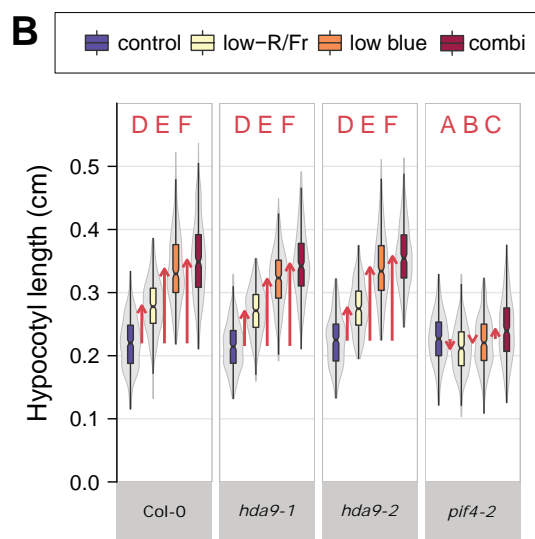 B
control low−R/Fr low blue combi
D E F D E F D E F A B C
0.5
0.4
0.3
0.2
0.1
0.0
Hypocotyl length (cm)
Col-0 hda9-1 hda9-2 pif4-2